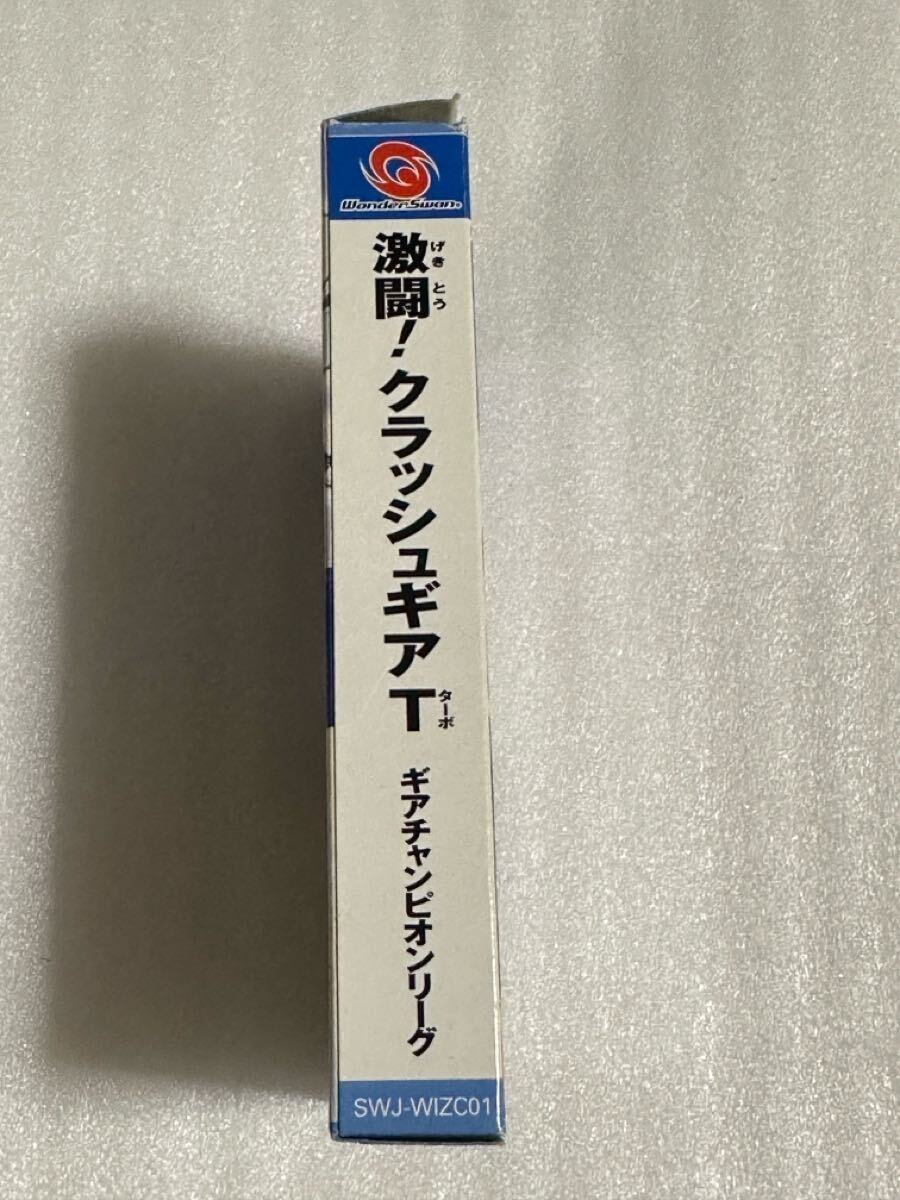 WonderSwan
激闘！クラッシュギアT
げきとう
ターボ
ギアチャンピオンリーグ
SWJ-WIZC01